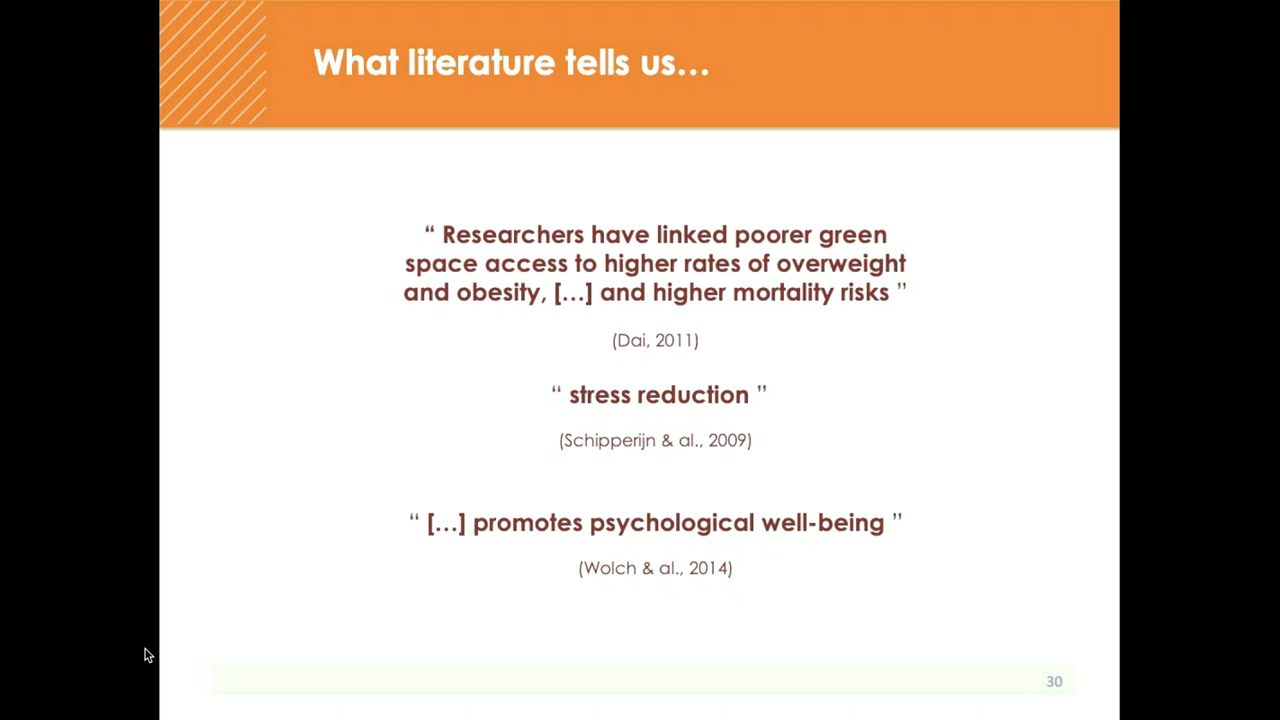 What literature tells us...
“ Researchers have linked poorer green
space access to higher rates of overweight
and obesity, [...] and higher mortality risks ”
(Dai, 2011)
“ stress reduction ”
(Schipperijn & al., 2009)
“ [...] promotes psychological well-being ”
(Wolch & al., 2014)
30